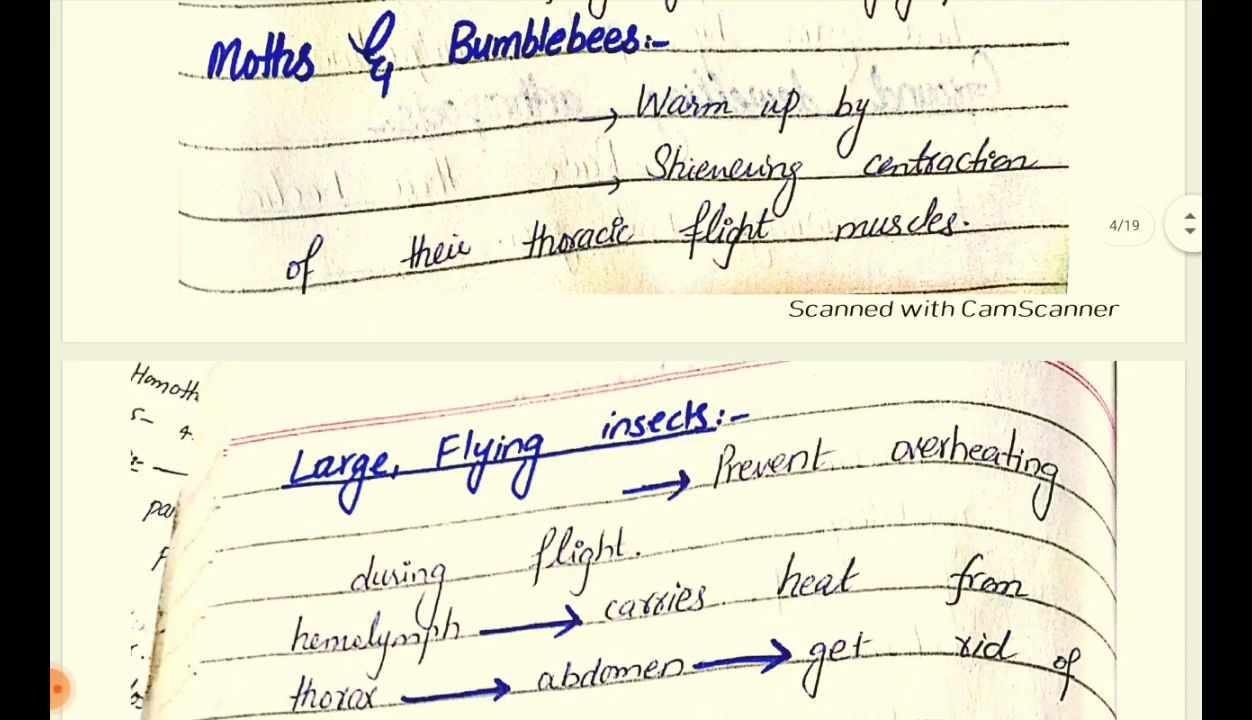 Moths & Bumblebees:-
→ Warm up by
→ Shievering contraction
of their thoracic flight muscles.
4/19
Scanned with CamScanner
Homoth
Large, Flying insects:-
→ Prevent overheating
during flight.
hemolymph → carries heat from
thorax → abdomen → get rid of